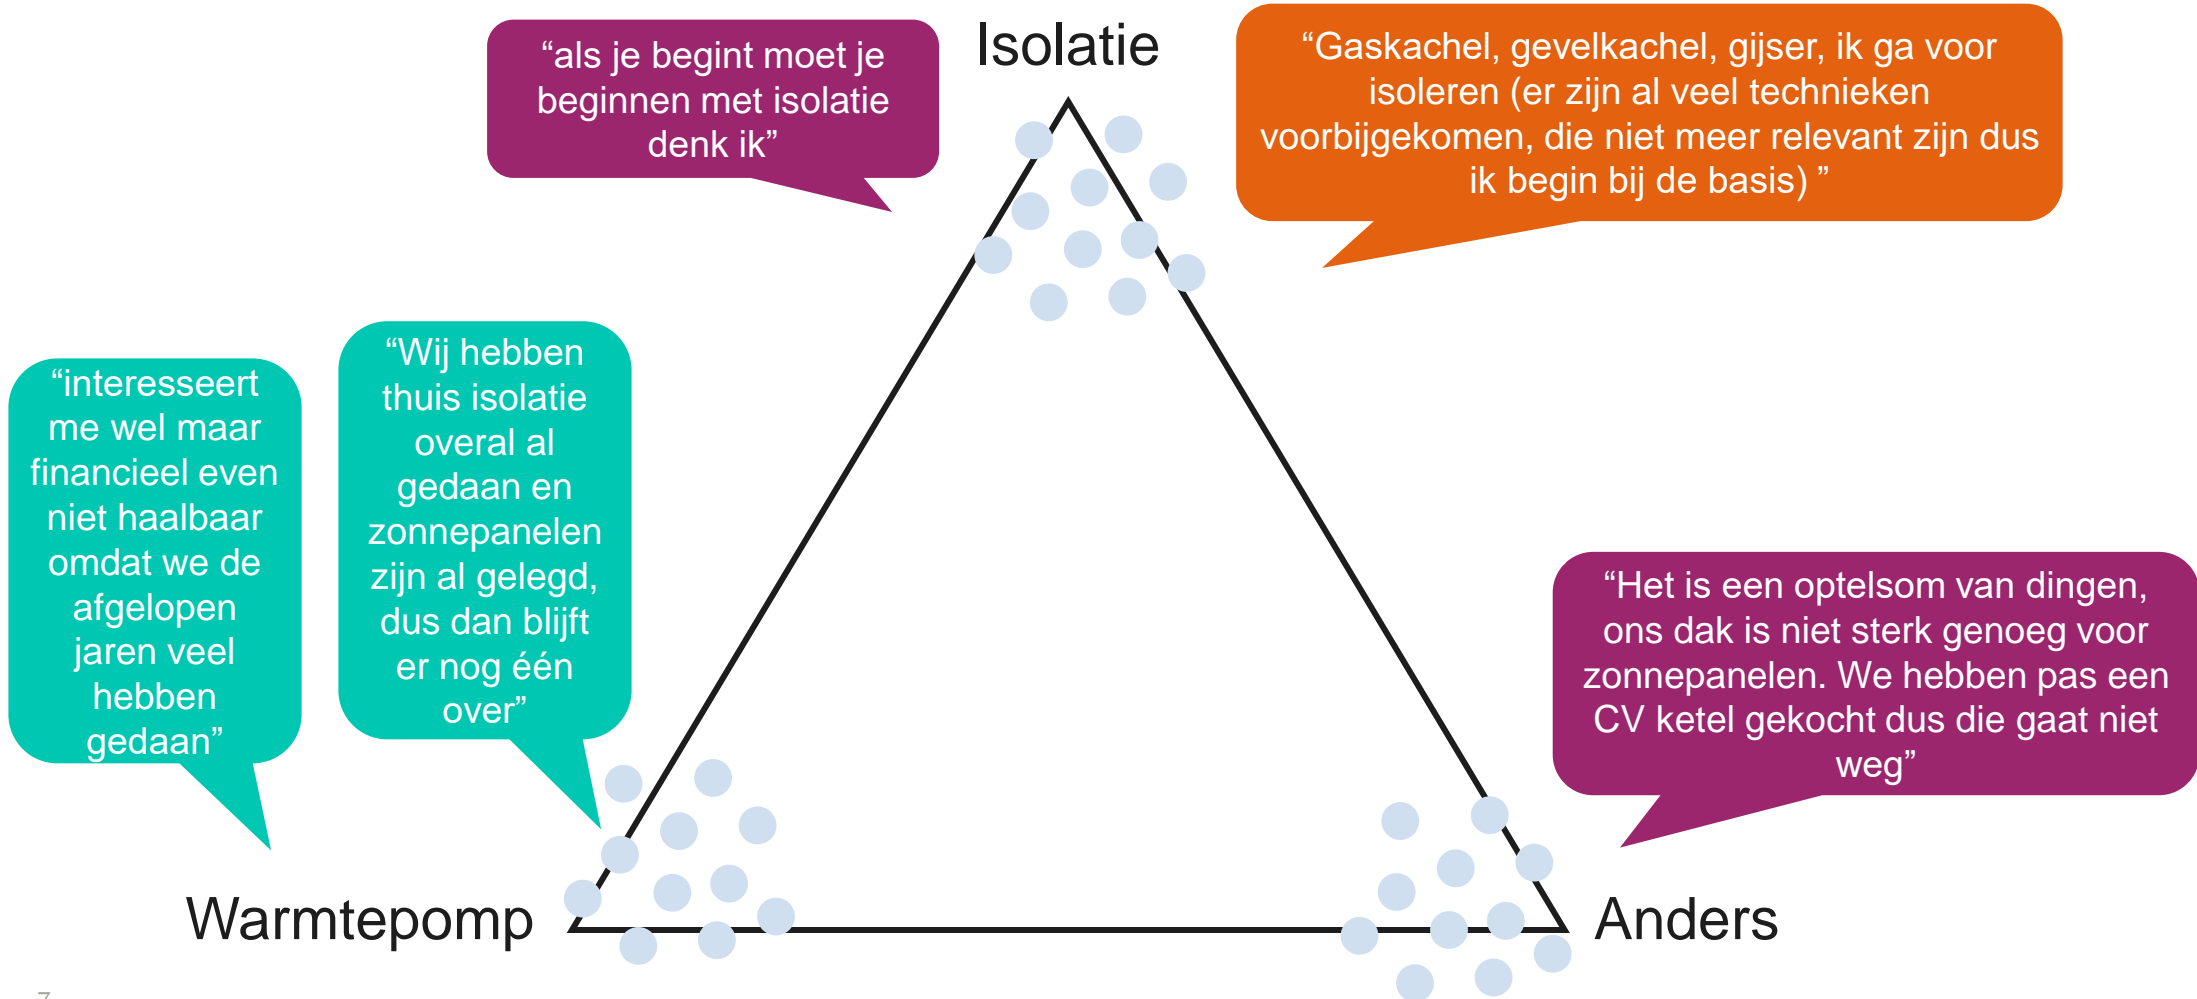 Isolatie
“als je begint moet je
beginnen met isolatie
denk ik”
“Gaskachel, gevelkachel, gijser, ik ga voor
isoleren (er zijn al veel technieken
voorbijgekomen, die niet meer relevant zijn dus
ik begin bij de basis) ”
“interesseert
me wel maar
financieel even
niet haalbaar
omdat we de
afgelopen
jaren veel
hebben
gedaan”
“Wij hebben
thuis isolatie
overal al
gedaan en
zonnepanelen
zijn al gelegd,
dus dan blijft
er nog één
over”
“Het is een optelsom van dingen,
ons dak is niet sterk genoeg voor
zonnepanelen. We hebben pas een
CV ketel gekocht dus die gaat niet
weg”
Warmtepomp
Anders